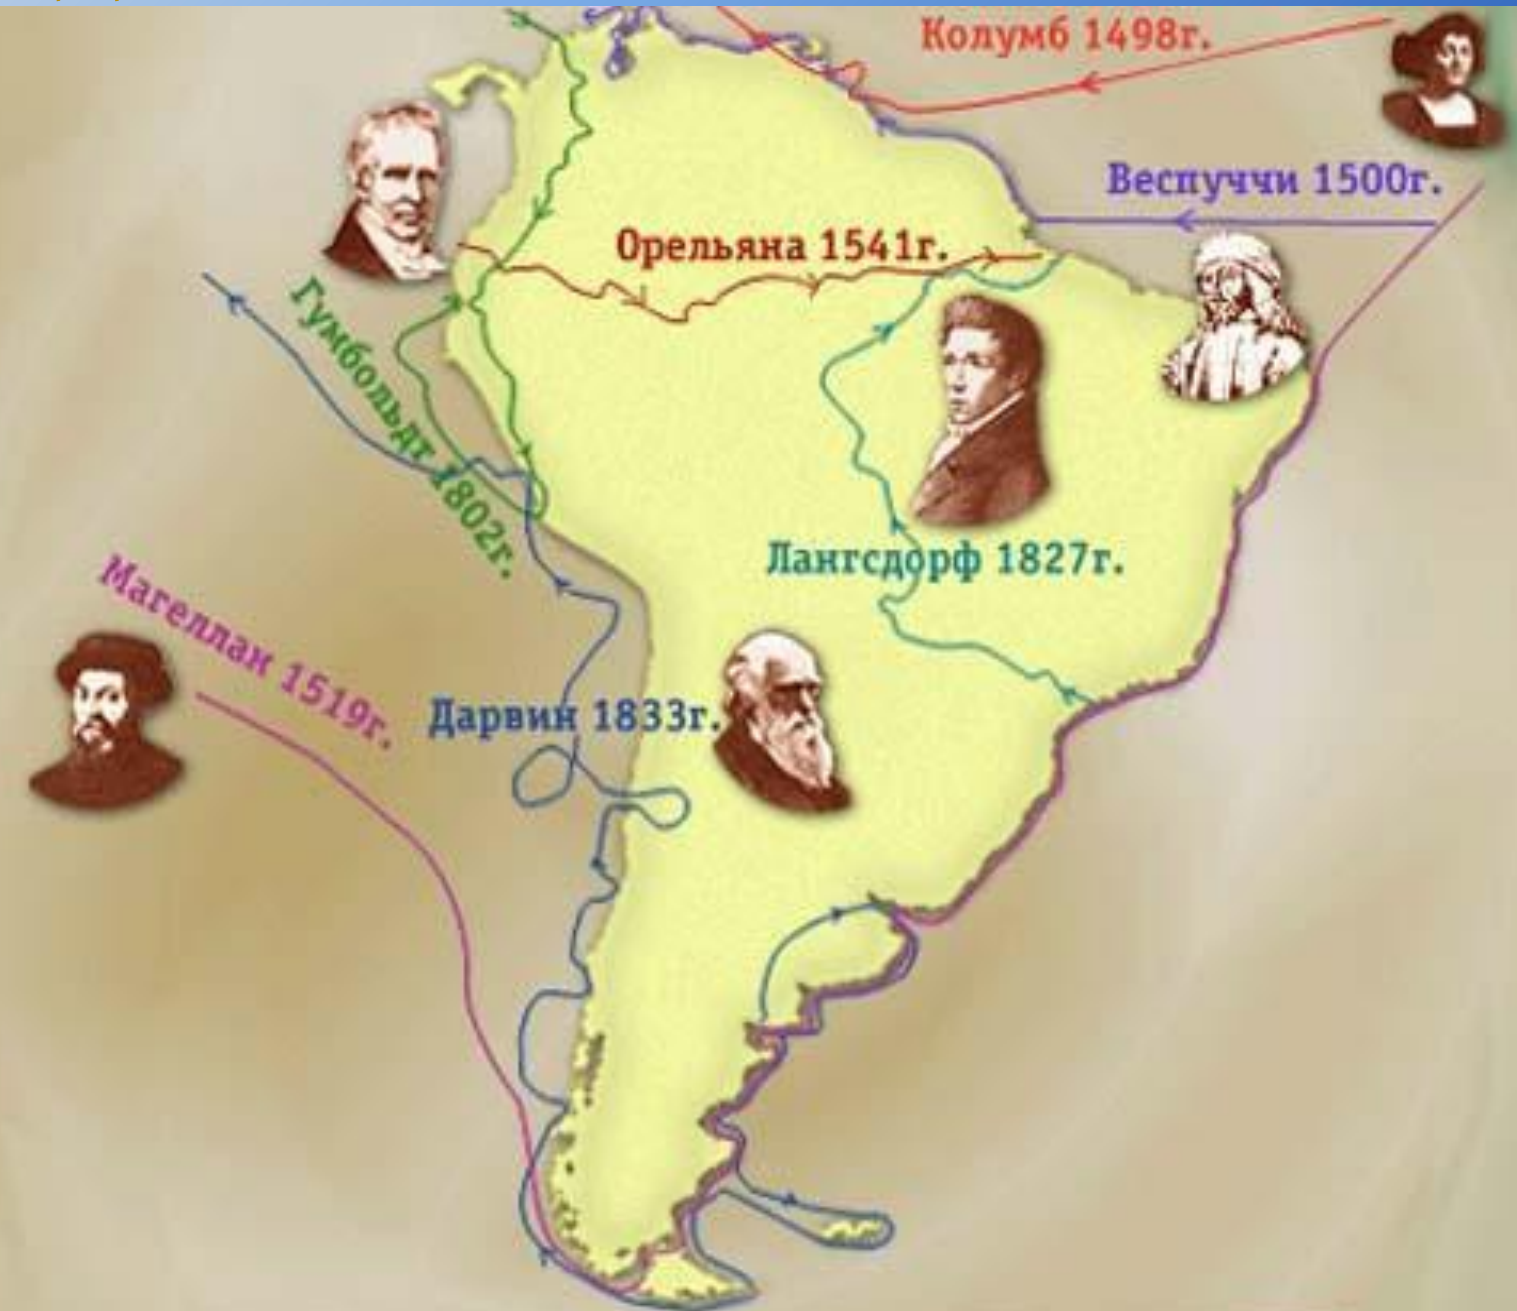 Колумб 1498г.
Веспуччи 1500г.
Орельяна 1541г.
Гумбольдт 1802г.
Лангсдорф 1827г.
Магеллан 1519г.
Дарвин 1833г.